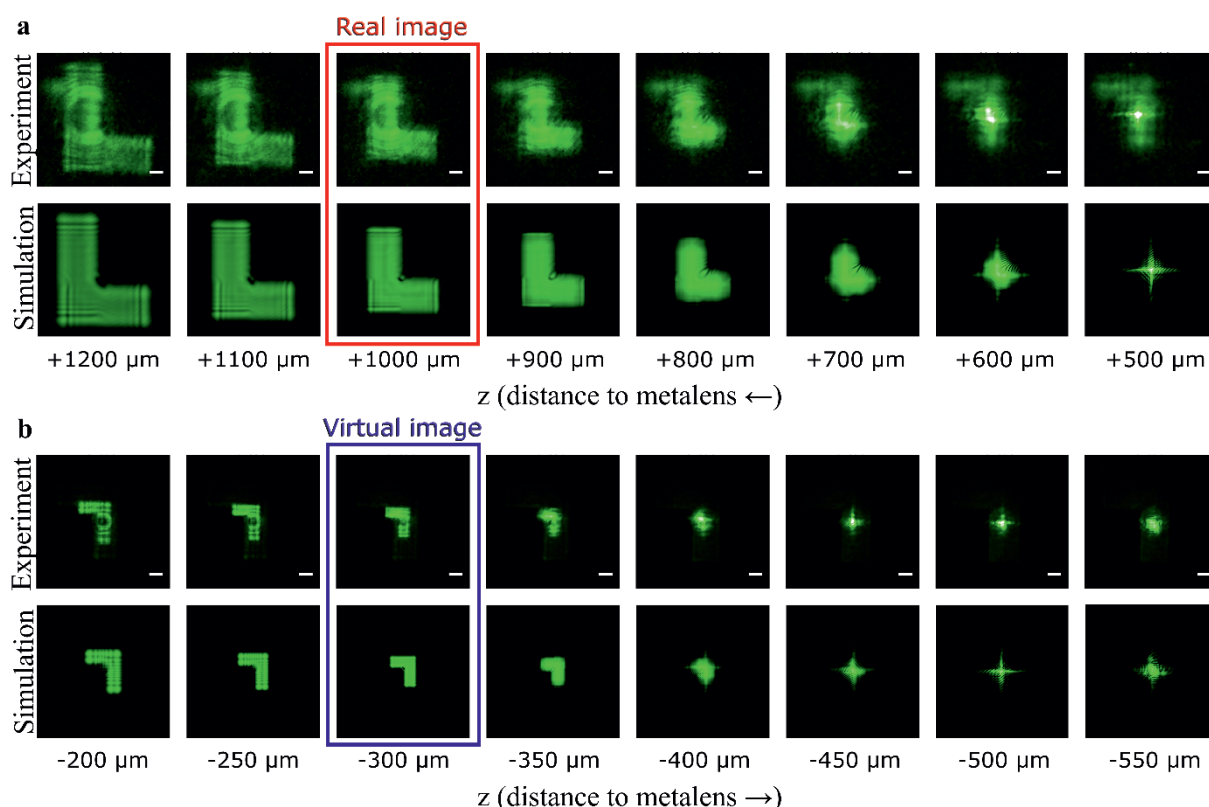 a
Real image
Experiment
Simulation
+1200 µm +1100 µm +1000 µm +900 µm +800 µm +700 µm +600 µm +500 µm
z (distance to metalens ←)
b
Virtual image
Experiment
Simulation
-200 µm -250 µm -300 µm -350 µm -400 µm -450 µm -500 µm -550 µm
z (distance to metalens →)